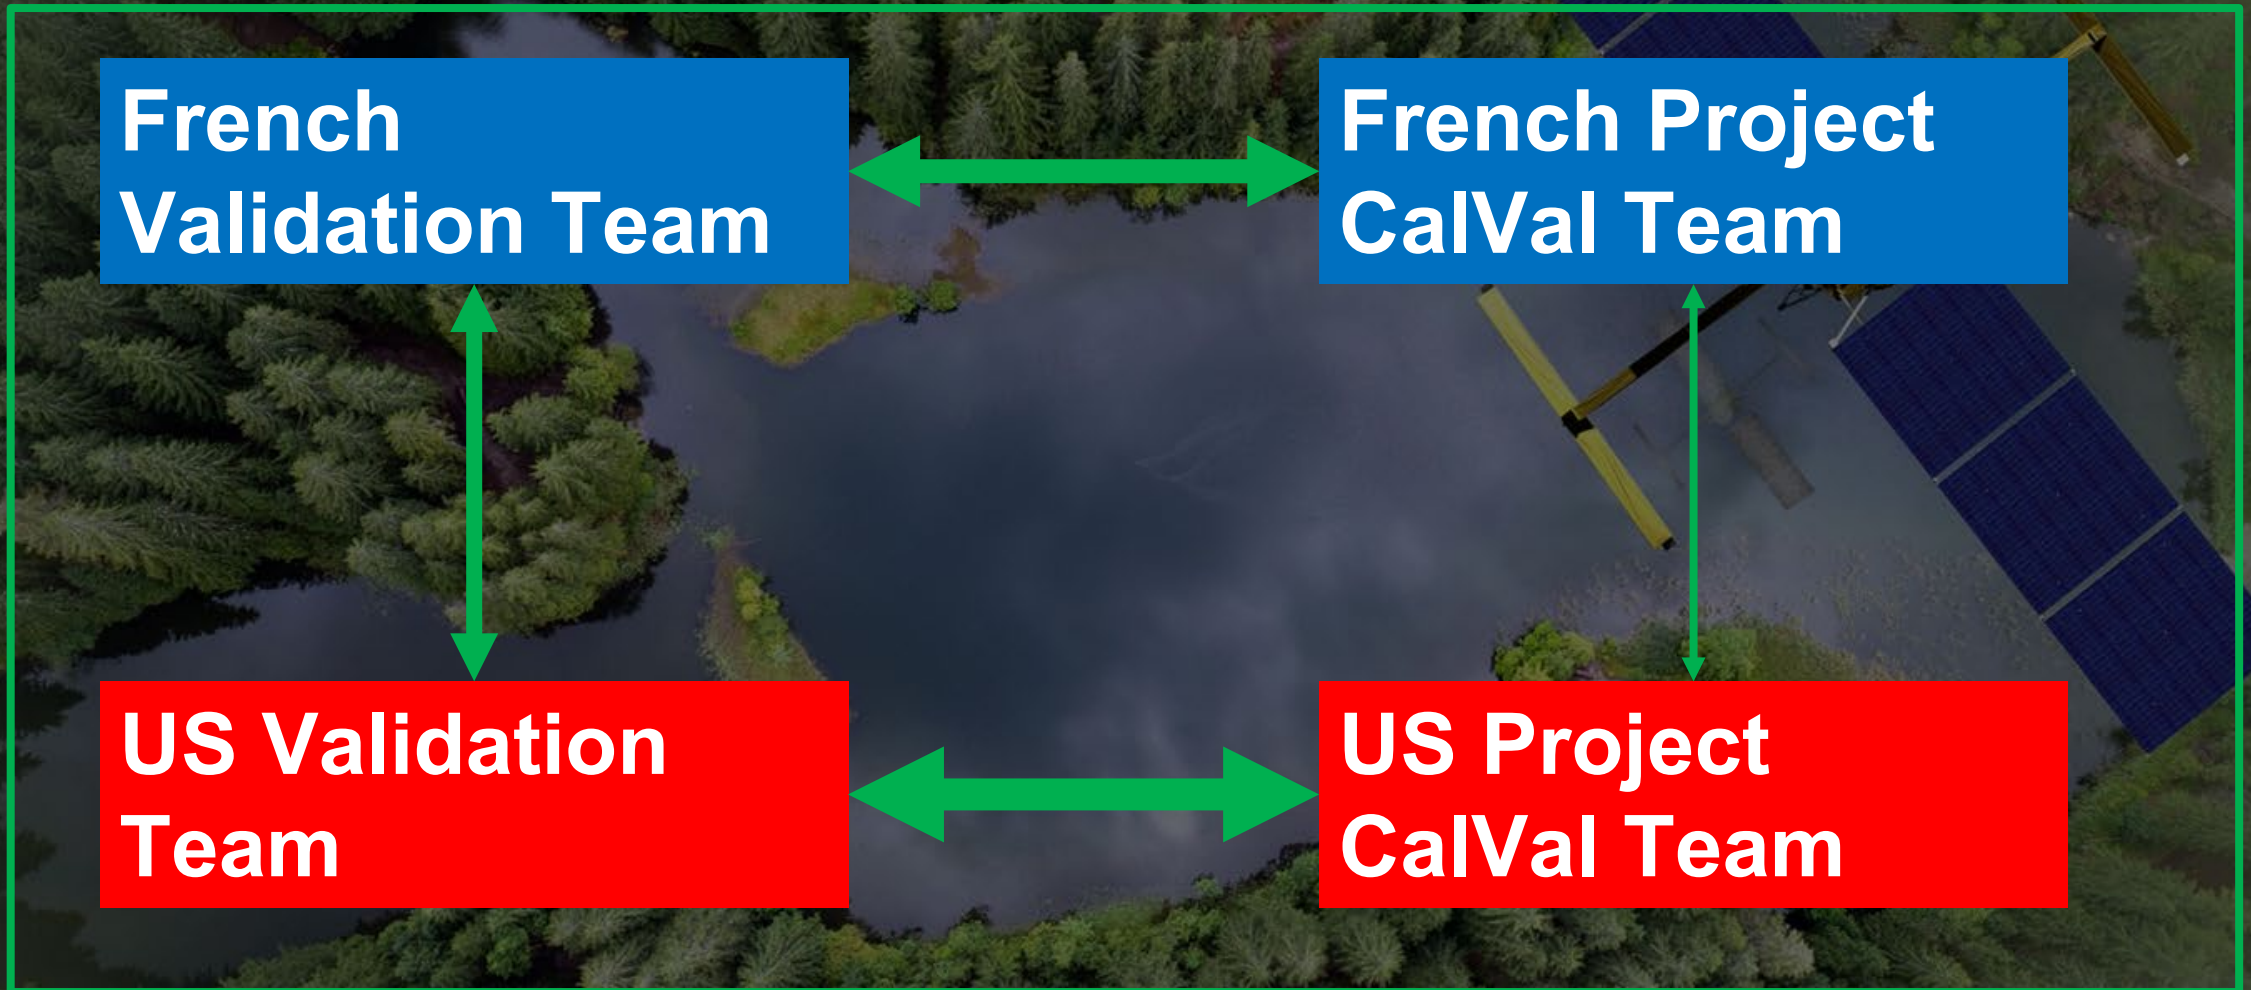 French
Validation Team
French Project
CalVal Team
US Validation
Team
US Project
CalVal Team